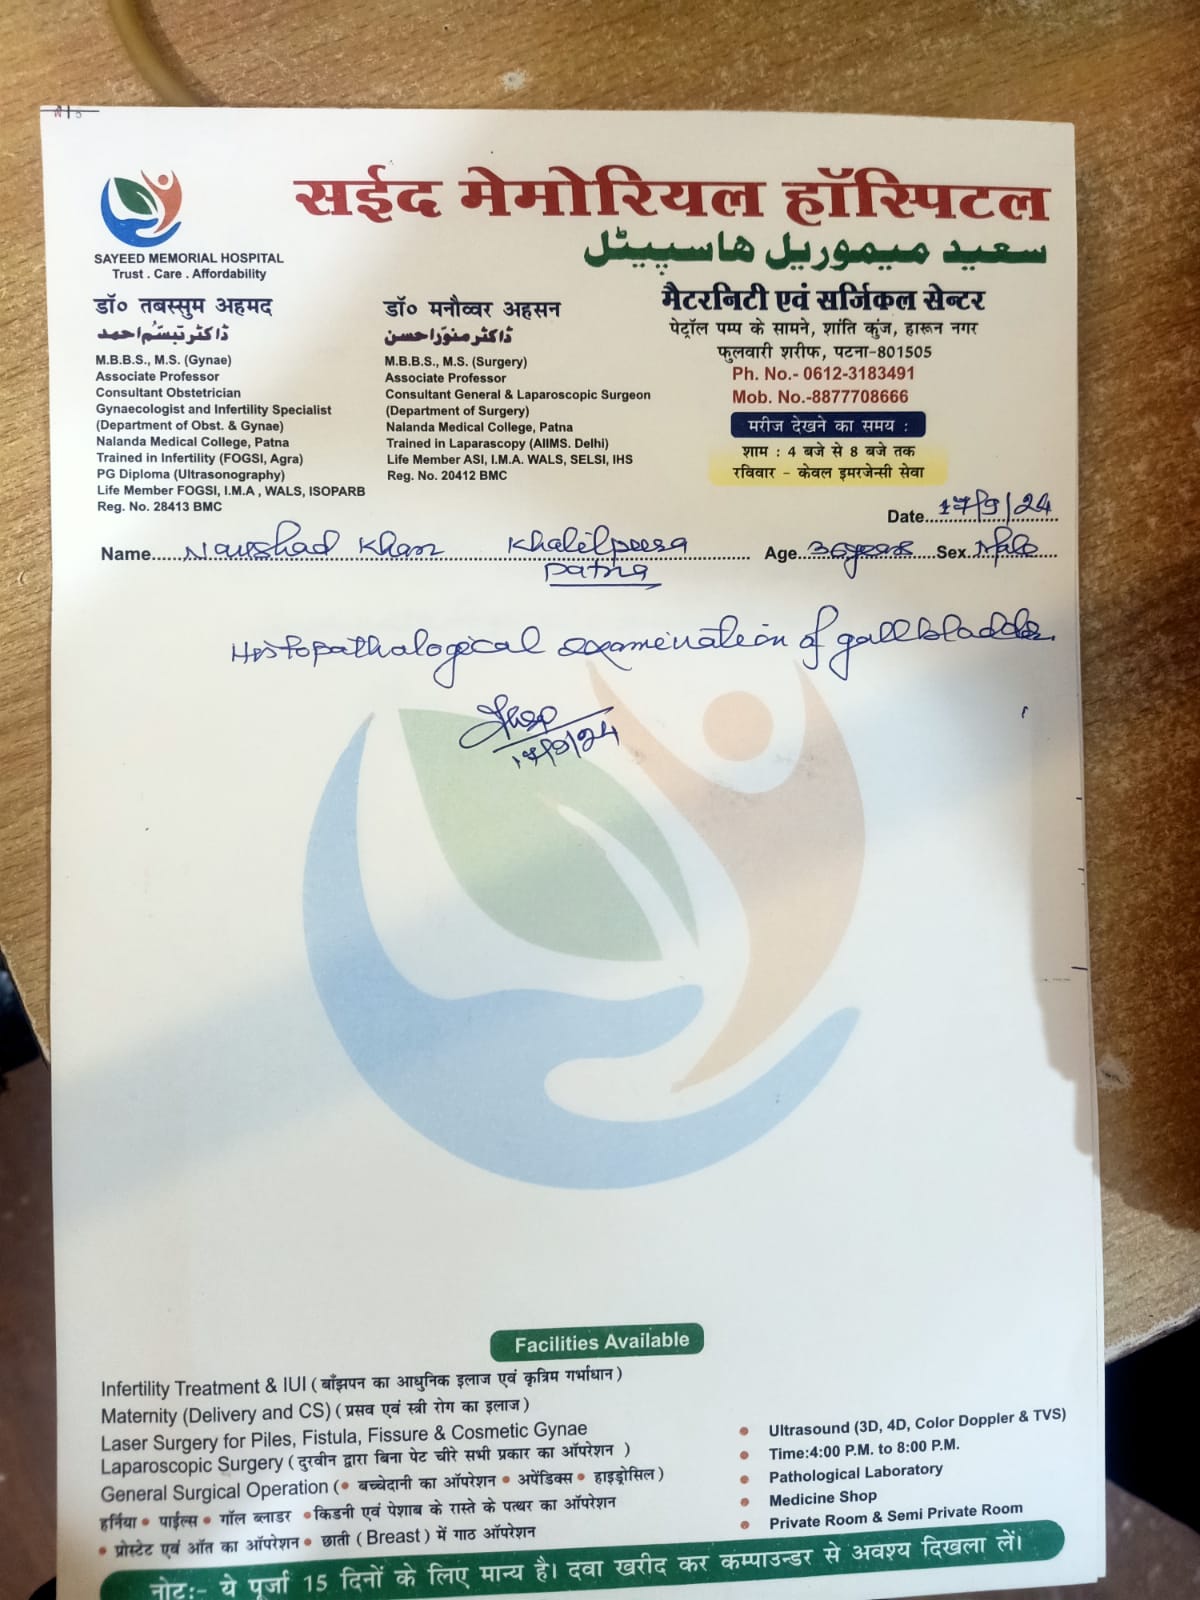 सईद मेमोरियल हॉस्पिटल
سعید میموریل هاسپیٹل
SAYEED MEMORIAL HOSPITAL
Trust . Care . Affordability
डॉ० तबस्सुम अहमद
ڈاکٹر تبسّم احمد
M.B.B.S., M.S. (Gynae)
Associate Professor
Consultant Obstetrician
Gynaecologist and Infertility Specialist
(Department of Obst. & Gynae)
Nalanda Medical College, Patna
Trained in Infertility (FOGSI, Agra)
PG Diploma (Ultrasonography)
Life Member FOGSI, I.M.A , WALS, ISOPARB
Reg. No. 28413 BMC
डॉ० मनौव्वर अहसन
ڈاکٹر منوّر احسن
M.B.B.S., M.S. (Surgery)
Associate Professor
Consultant General & Laparoscopic Surgeon
(Department of Surgery)
Nalanda Medical College, Patna
Trained in Laparascopy (AIIMS. Delhi)
Life Member ASI, I.M.A. WALS, SELSI, IHS
Reg. No. 20412 BMC
मैटरनिटी एवं सर्जिकल सेन्टर
पेट्रॉल पम्प के सामने, शांति कुंज, हारून नगर
फुलवारी शरीफ, पटना-801505
Ph. No.- 0612-3183491
Mob. No.-8877708666
मरीज देखने का समय :
शाम : 4 बजे से 8 बजे तक
रविवार - केवल इमरजेन्सी सेवा
Date 17/9/24
Name Naushad Khan Khalilpura Age 36 years Sex Male
Patna
Histopathological examination of gallbladder.
17/9/24
Facilities Available
Infertility Treatment & IUI ( बाँझपन का आधुनिक इलाज एवं कृत्रिम गर्भाधान )
Maternity (Delivery and CS) ( प्रसव एवं स्त्री रोग का इलाज )
Laser Surgery for Piles, Fistula, Fissure & Cosmetic Gynae
Laparoscopic Surgery ( दुरवीन द्वारा बिना पेट चीरे सभी प्रकार का ऑपरेशन )
General Surgical Operation (• बच्चेदानी का ऑपरेशन • अपेंडिक्स • हाइड्रोसिल )
हर्निया • पाईल्स • गॉल ब्लाडर • किडनी एवं पेशाब के रास्ते के पत्थर का ऑपरेशन
• प्रोस्टेट एवं ऑत का ऑपरेशन • छाती ( Breast ) में गाठ ऑपरेशन
• Ultrasound (3D, 4D, Color Doppler & TVS)
• Time:4:00 P.M. to 8:00 P.M.
• Pathological Laboratory
• Medicine Shop
• Private Room & Semi Private Room
नोट:- ये पूर्जा 15 दिनों के लिए मान्य है। दवा खरीद कर कम्पाउन्डर से अवश्य दिखला लें।